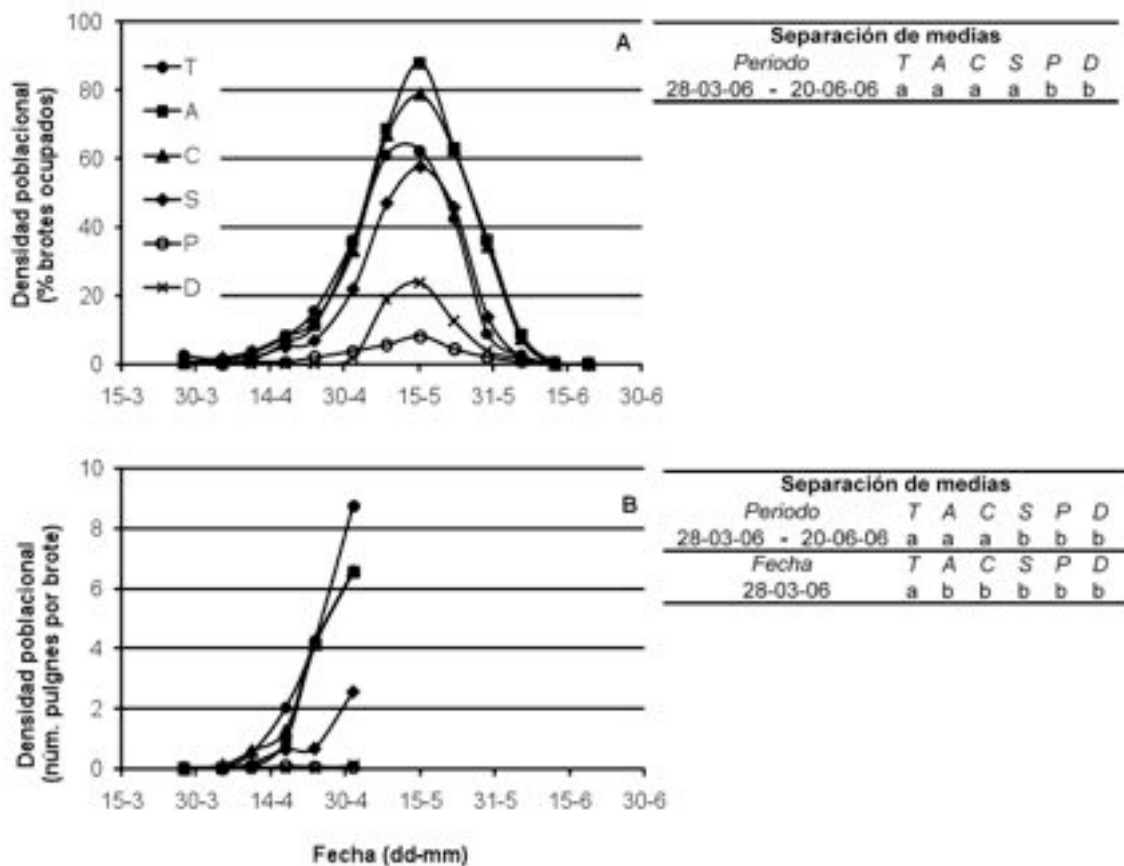 100
80
60
40
20
0
Densidad poblacional
(% brotes ocupados)
T
A
C
S
P
D
A
15-3 30-3 14-4 30-4 15-5 31-5 15-6 30-6
Separación de medias
Periodo T A C S P D
28-03-06 - 20-06-06 a a a a b b
10
8
6
4
2
0
Densidad poblacional
(núm. pulgnes por brote)
B
15-3 30-3 14-4 30-4 15-5 31-5 15-6 30-6
Fecha (dd-mm)
Separación de medias
Periodo T A C S P D
28-03-06 - 20-06-06 a a a b b b
Fecha T A C S P D
28-03-06 a b b b b b